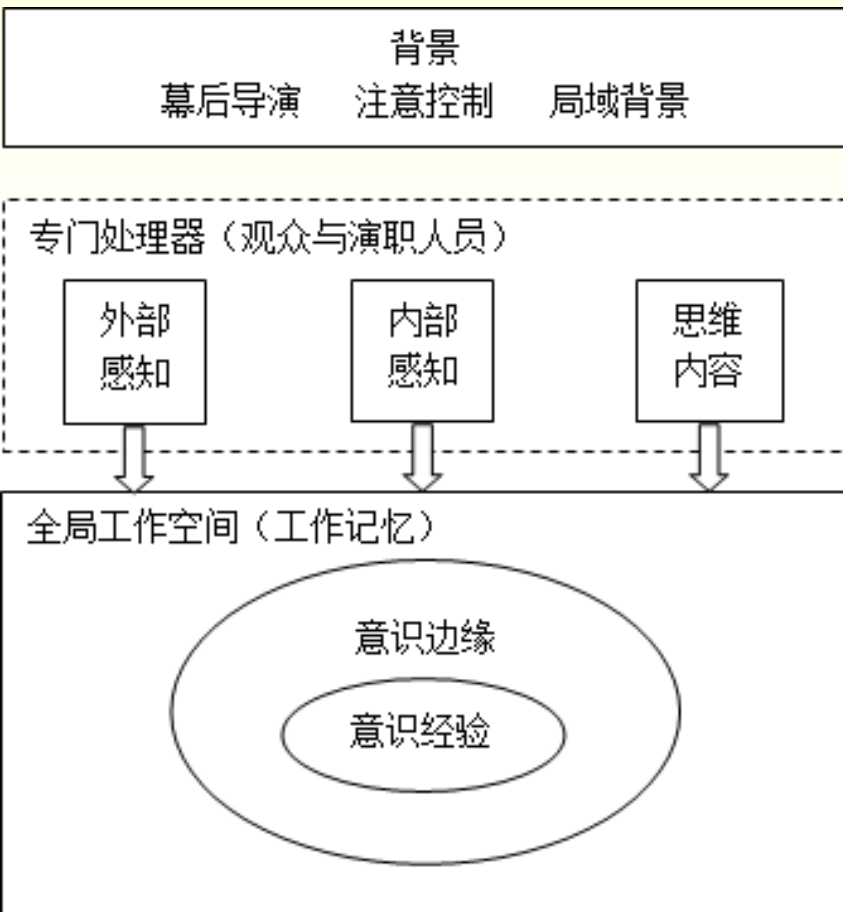 背景
幕后导演 注意控制 局域背景
专门处理器（观众与演职人员）
外部
感知
内部
感知
思维
内容
全局工作空间（工作记忆）
意识边缘
意识经验